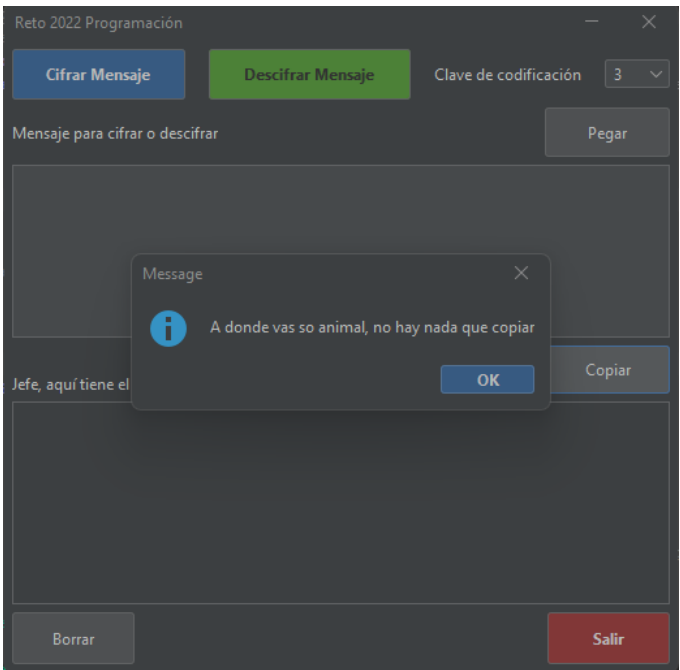 Reto 2022 Programación
Cifrar Mensaje
Descifrar Mensaje
Clave de codificación
3
Mensaje para cifrar o descifrar
Pegar
Message
A donde vas so animal, no hay nada que copiar
OK
Copiar
Jefe, aquí tiene el
Borrar
Salir